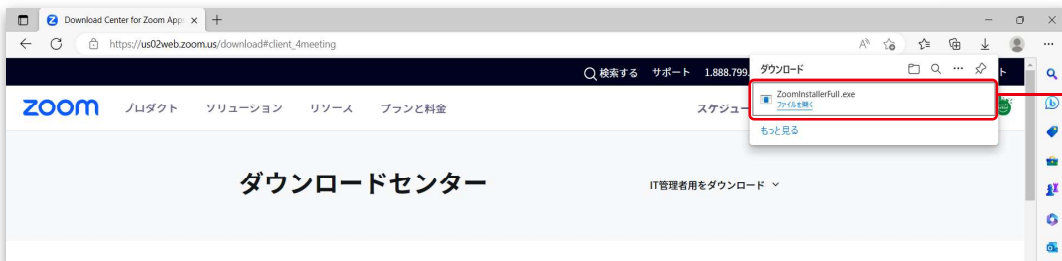 Download Center for Zoom Apps
https://us02web.zoom.us/download#client_4meeting
検索する サポート 1.888.799.
ダウンロード
ZoomInstallerFull.exe
ファイルを開く
もっと見る
zoom プロダクト ソリューション リソース プランと料金 スケジュー
ダウンロードセンター
IT管理者用をダウンロード